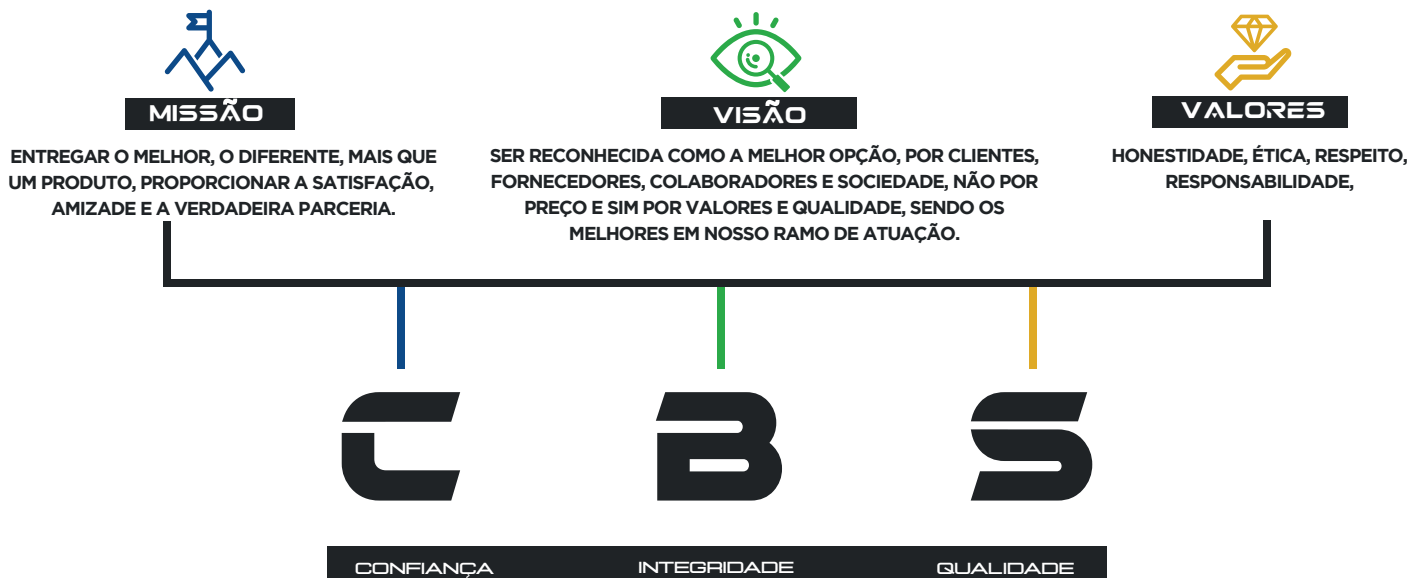 MISSÃO
ENTREGAR O MELHOR, O DIFERENTE, MAIS QUE
UM PRODUTO, PROPORCIONAR A SATISFAÇÃO,
AMIZADE E A VERDADEIRA PARCERIA.
VISÃO
SER RECONHECIDA COMO A MELHOR OPÇÃO, POR CLIENTES,
FORNECEDORES, COLABORADORES E SOCIEDADE, NÃO POR
PREÇO E SIM POR VALORES E QUALIDADE, SENDO OS
MELHORES EM NOSSO RAMO DE ATUAÇÃO.
VALORES
HONESTIDADE, ÉTICA, RESPEITO,
RESPONSABILIDADE,
C B S
CONFIANÇA INTEGRIDADE QUALIDADE